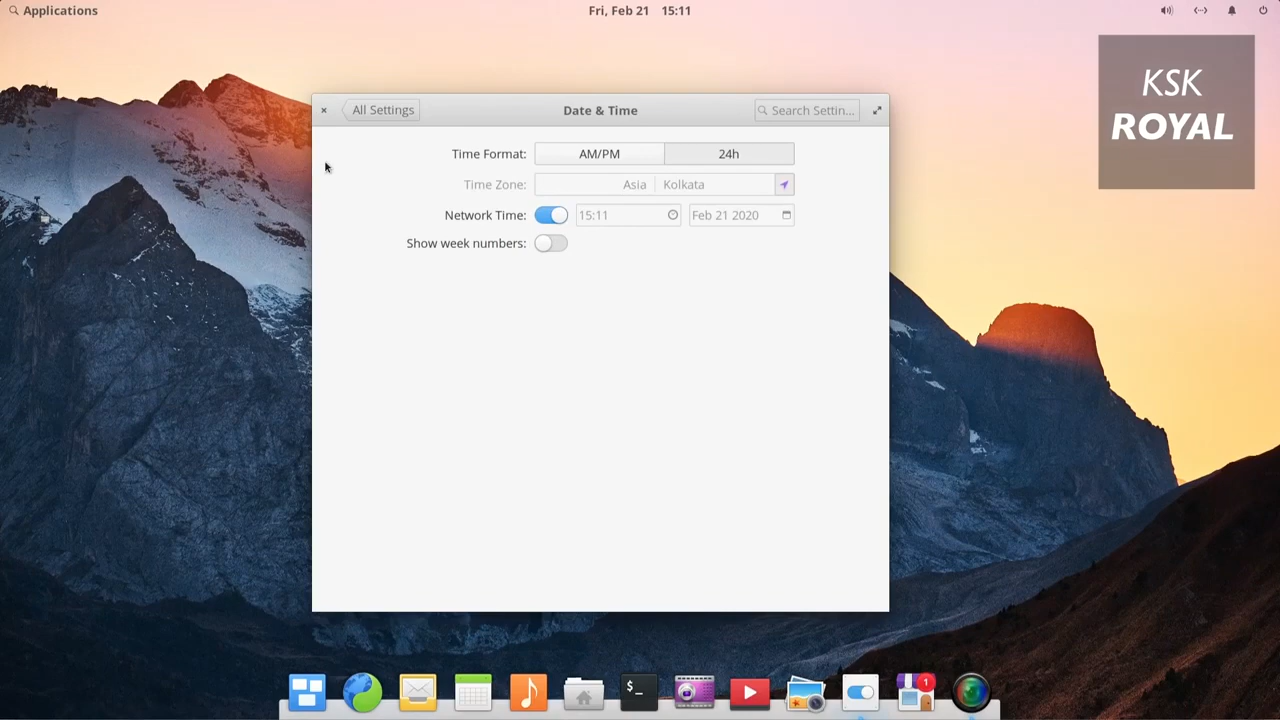 Applications
Fri, Feb 21 15:11
KSK
ROYAL
All Settings
Date & Time
Search Settin...
Time Format: AM/PM 24h
Time Zone: Asia Kolkata
Network Time: 15:11 Feb 21 2020
Show week numbers:
$_
1